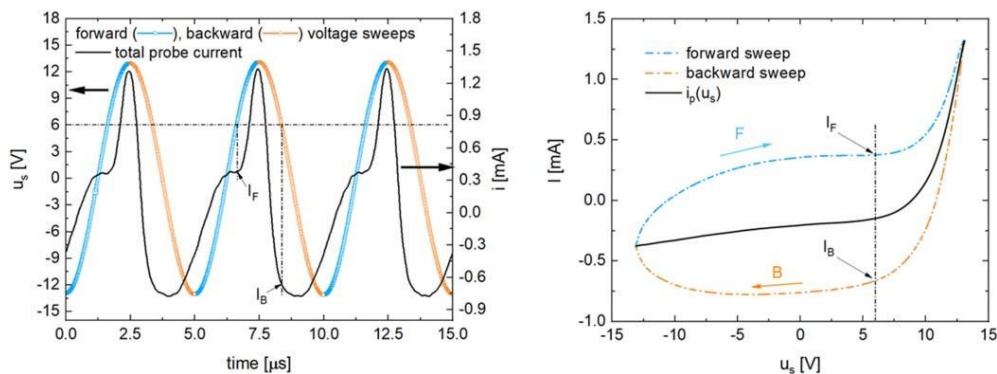 forward (—), backward (—) voltage sweeps
total probe current
18
15
12
9
6
3
0
-3
-6
-9
-12
-15
u_s [V]
1.8
1.5
1.2
0.9
0.6
0.3
0.0
-0.3
-0.6
-0.9
i [mA]
I_F
I_B
0.0 2.5 5.0 7.5 10.0 12.5 15.0
time [μs]
forward sweep
backward sweep
i_p(u_s)
1.5
1.0
0.5
0.0
-0.5
-1.0
I [mA]
F
I_F
I_B
B
-10 -5 0 5 10 15
u_s [V]